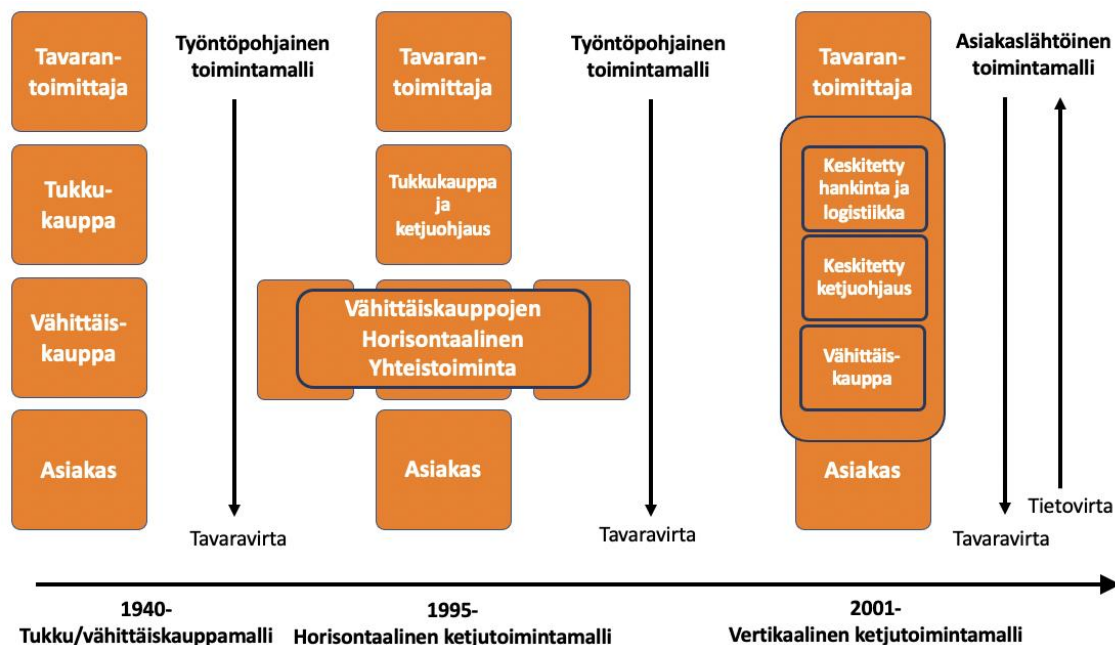 Tavaran-
toimittaja
Tukku-
kauppa
Vähittäis-
kauppa
Asiakas
Työntöpohjainen
toimintamalli
Tavaravirta
Tavaran-
toimittaja
Tukkukauppa
ja
ketjuohjaus
Vähittäiskauppojen
Horisontaalinen
Yhteistoiminta
Asiakas
Työntöpohjainen
toimintamalli
Tavaravirta
Tavaran-
toimittaja
Keskitetty
hankinta ja
logistiikka
Keskitetty
ketjuohjaus
Vähittäis-
kauppa
Asiakas
Asiakaslähtöinen
toimintamalli
Tietovirta
Tavaravirta
1940-
Tukku/vähittäiskauppamalli
1995-
Horisontaalinen ketjutoimintamalli
2001-
Vertikaalinen ketjutoimintamalli